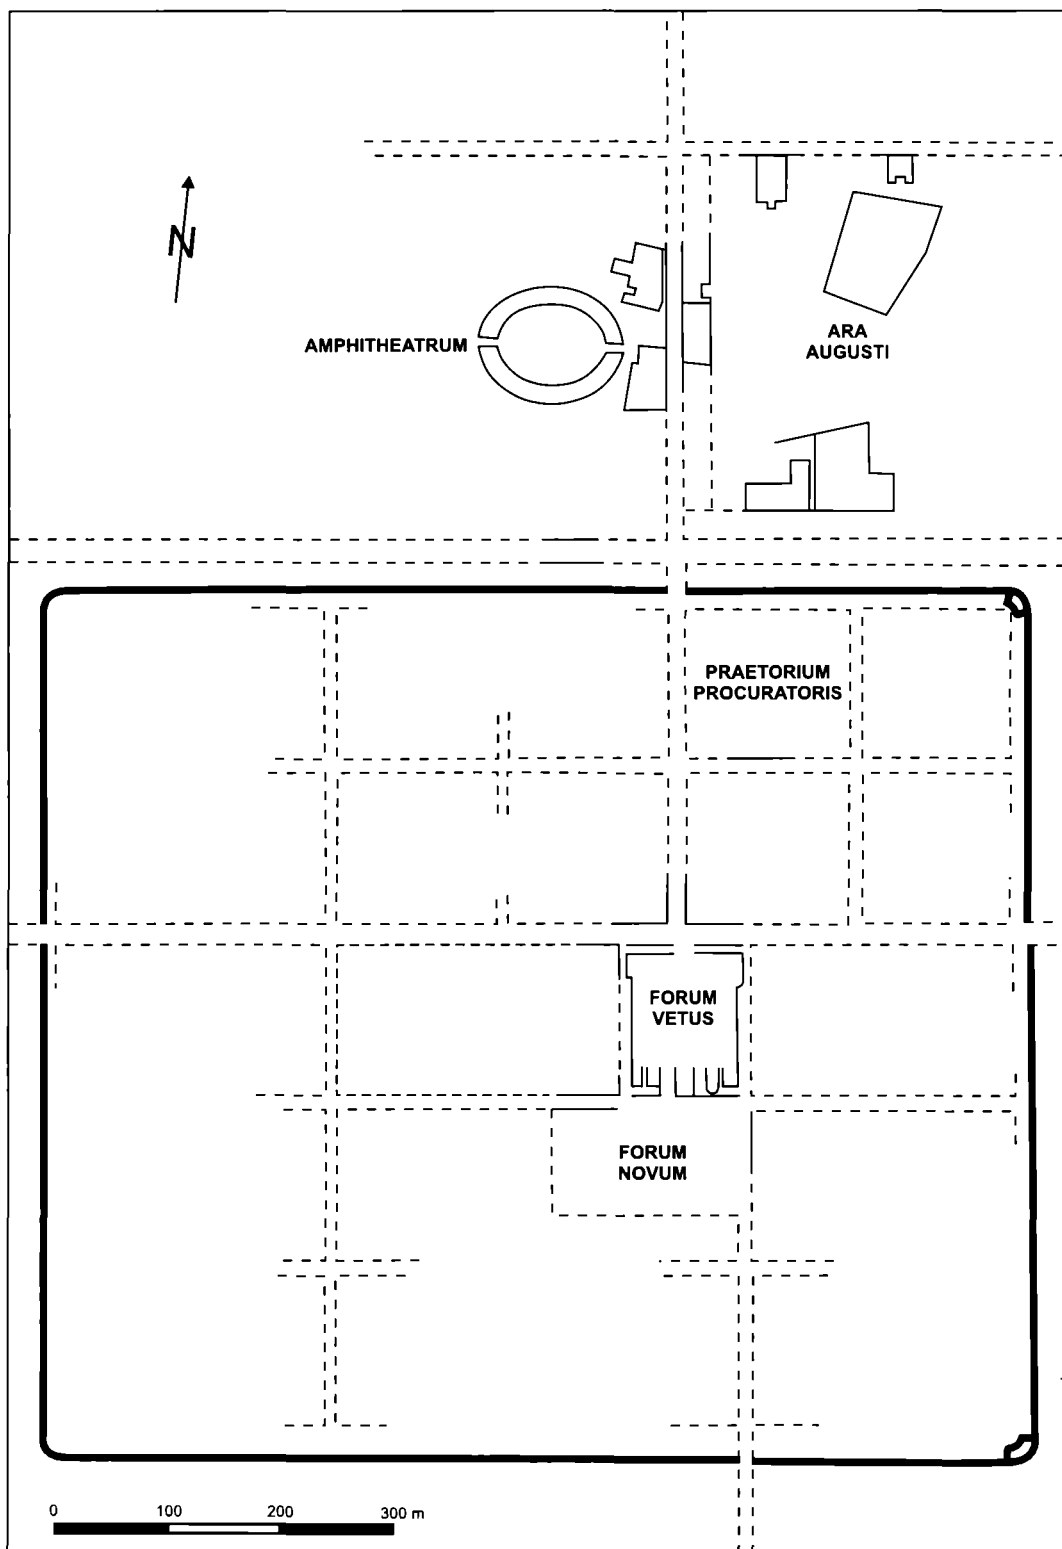 N
AMPHITHEATRUM
ARA
AUGUSTI
PRAETORIUM
PROCURATORIS
FORUM
VETUS
FORUM
NOVUM
0 100 200 300 m